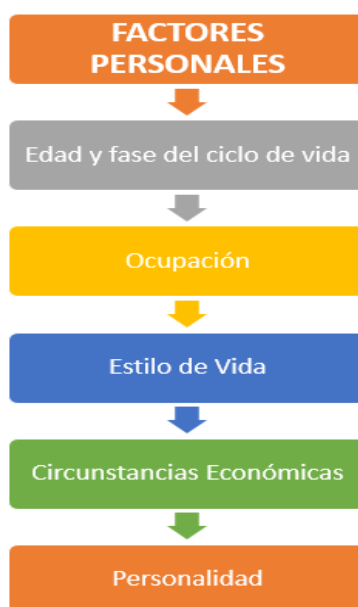 FACTORES
PERSONALES
Edad y fase del ciclo de vida
Ocupación
Estilo de Vida
Circunstancias Económicas
Personalidad